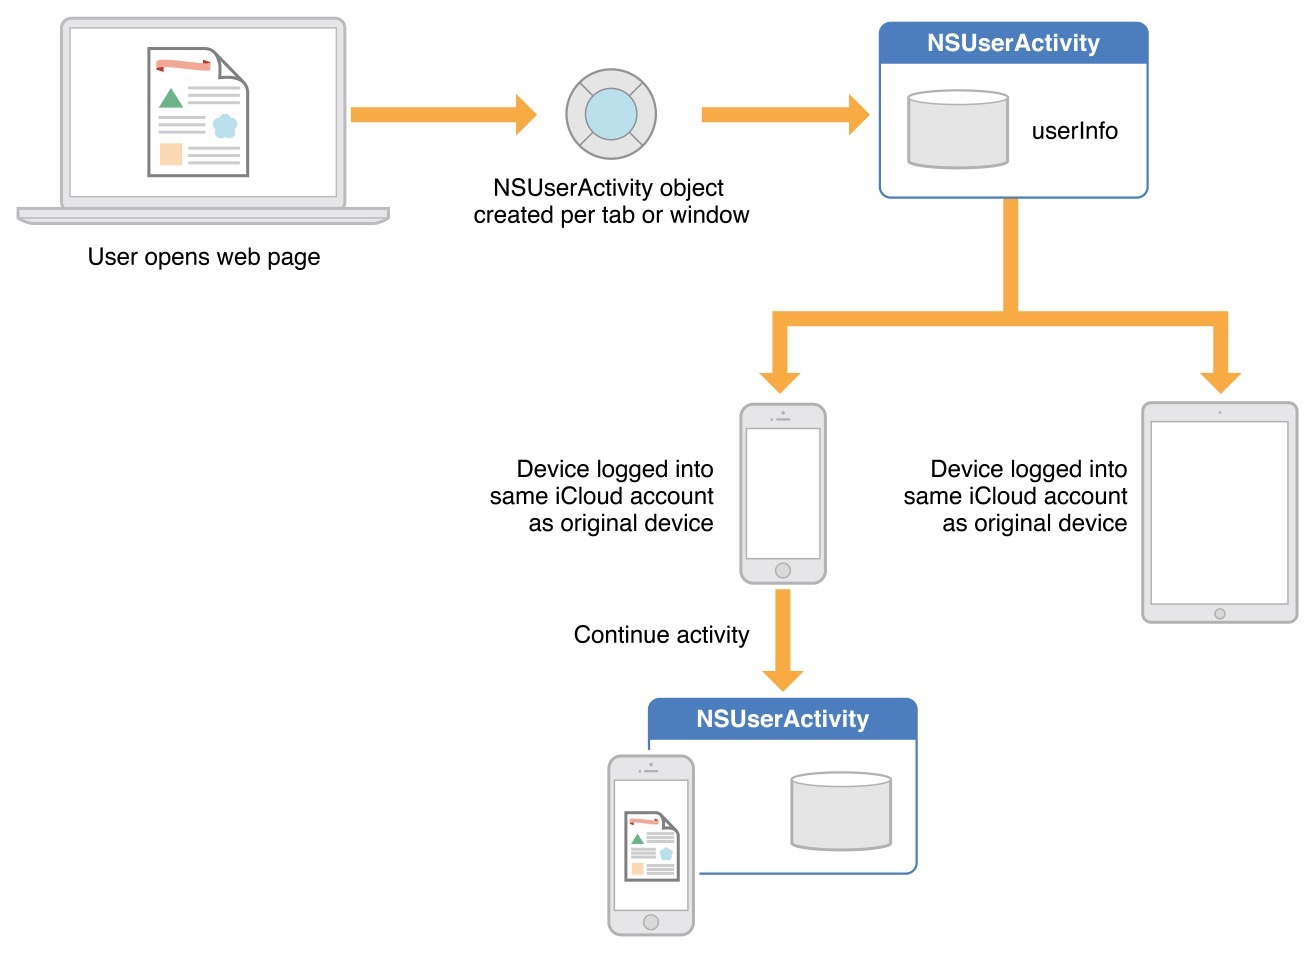 NSUserActivity
userInfo
NSUserActivity object
created per tab or window
User opens web page
Device logged into
same iCloud account
as original device
Device logged into
same iCloud account
as original device
Continue activity
NSUserActivity